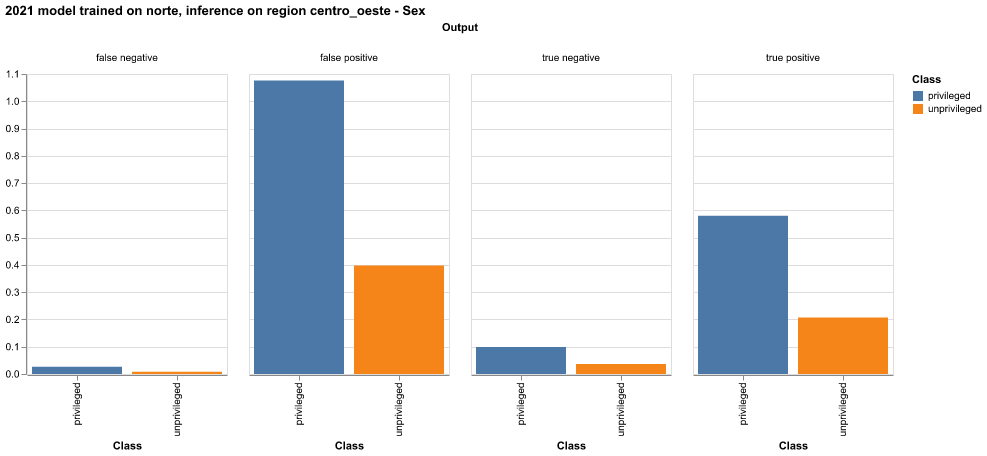 2021 model trained on norte, inference on region centro_oeste - Sex
Output
false negative
false positive
true negative
true positive
1.1
1.0
0.9
0.8
0.7
0.6
0.5
0.4
0.3
0.2
0.1
0.0
privileged
unprivileged
privileged
unprivileged
privileged
unprivileged
privileged
unprivileged
Class
Class
Class
Class
Class
privileged
unprivileged